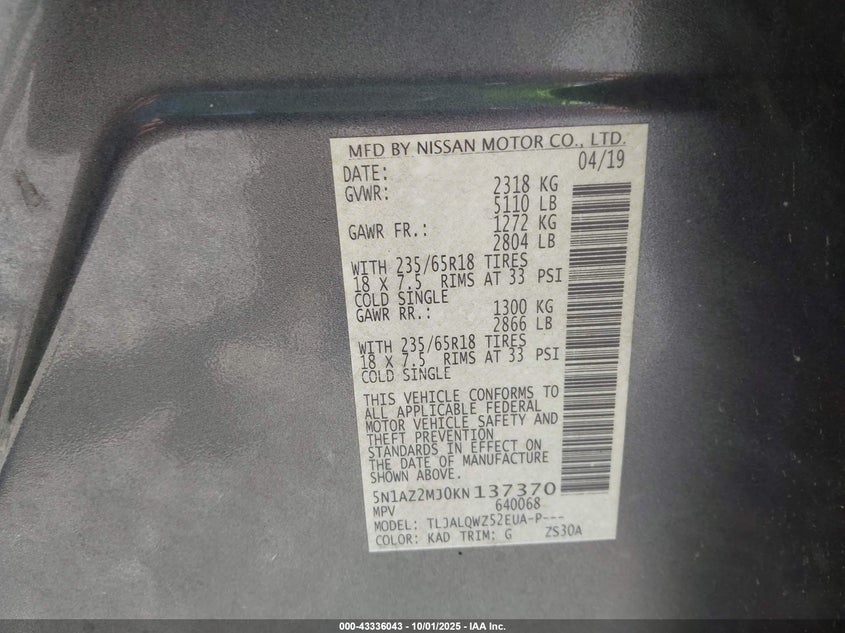 MFD BY NISSAN MOTOR CO., LTD.
DATE: 04/19
GVWR: 2318 KG
5110 LB
GAWR FR.: 1272 KG
2804 LB
WITH 235/65R18 TIRES
18 X 7.5 RIMS AT 33 PSI
COLD SINGLE
GAWR RR.: 1300 KG
2866 LB
WITH 235/65R18 TIRES
18 X 7.5 RIMS AT 33 PSI
COLD SINGLE
THIS VEHICLE CONFORMS TO
ALL APPLICABLE FEDERAL
MOTOR VEHICLE SAFETY AND
THEFT PREVENTION
STANDARDS IN EFFECT ON
THE DATE OF MANUFACTURE
SHOWN ABOVE.
5N1AZ2MJ0KN137370
MPV 640068
MODEL: TLJALQWZ52EUA-P---
COLOR: KAD TRIM: G ZS30A
000-43336043 • 10/01/2025 • IAA Inc.